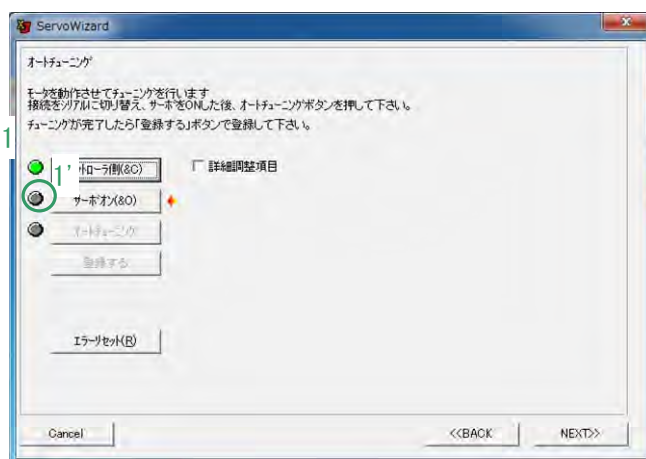 ServoWizard
オートチューニング
モータを動作させてチューニングを行います
接続をシリアルに切り替え、サーボをONした後、オートチューニングボタンを押して下さい。
チューニングが完了したら「登録する」ボタンで登録して下さい。
1
1'
トローラ側(&C)
詳細調整項目
サーボオン(&O)
オートチューニング
登録する
エラーリセット(R)
Cancel
<<BACK
NEXT>>